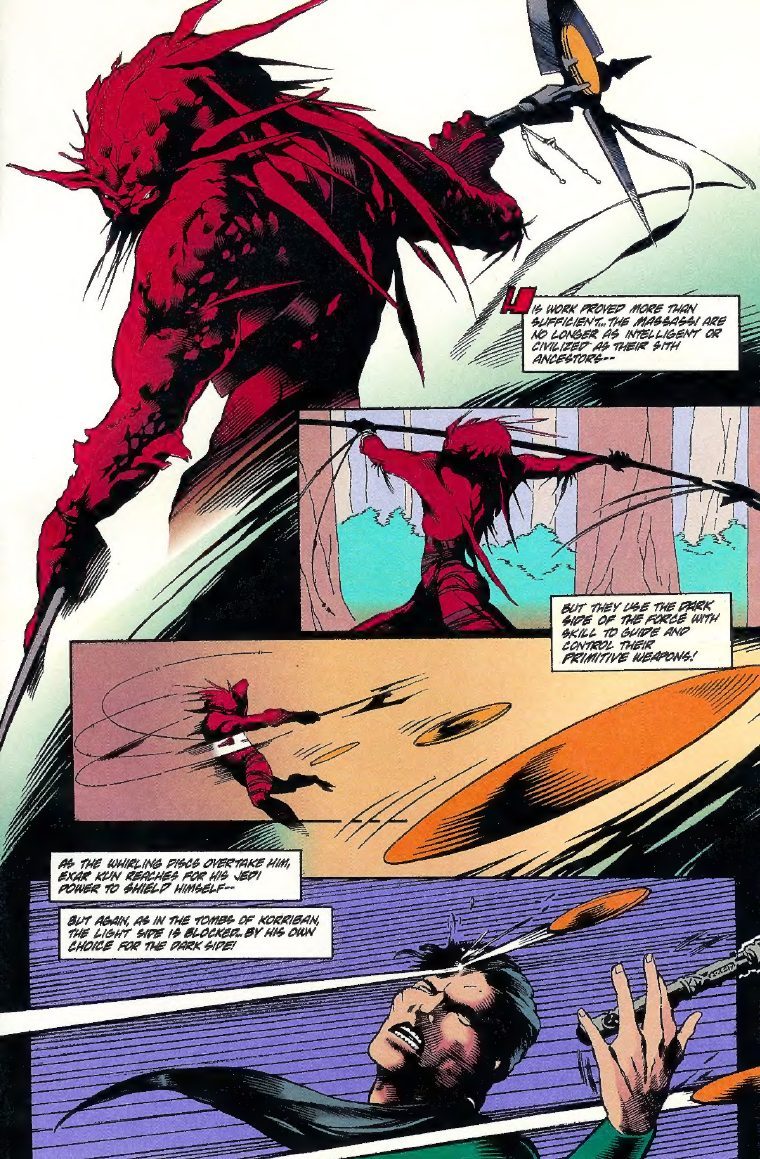 HIS WORK PROVED MORE THAN
SUFFICIENT...THE MASSASSI ARE
NO LONGER AS INTELLIGENT OR
CIVILIZED AS THEIR SITH
ANCESTORS--
BUT THEY USE THE DARK
SIDE OF THE FORCE WITH
SKILL TO GUIDE AND
CONTROL THEIR
PRIMITIVE WEAPONS!
AS THE WHIRLING DISCS OVERTAKE HIM,
EXAR KUN REACHES FOR HIS JEDI
POWER TO SHIELD HIMSELF--
BUT AGAIN, AS IN THE TOMBS OF KORRIBAN,
THE LIGHT SIDE IS BLOCKED...BY HIS OWN
CHOICE FOR THE DARK SIDE!